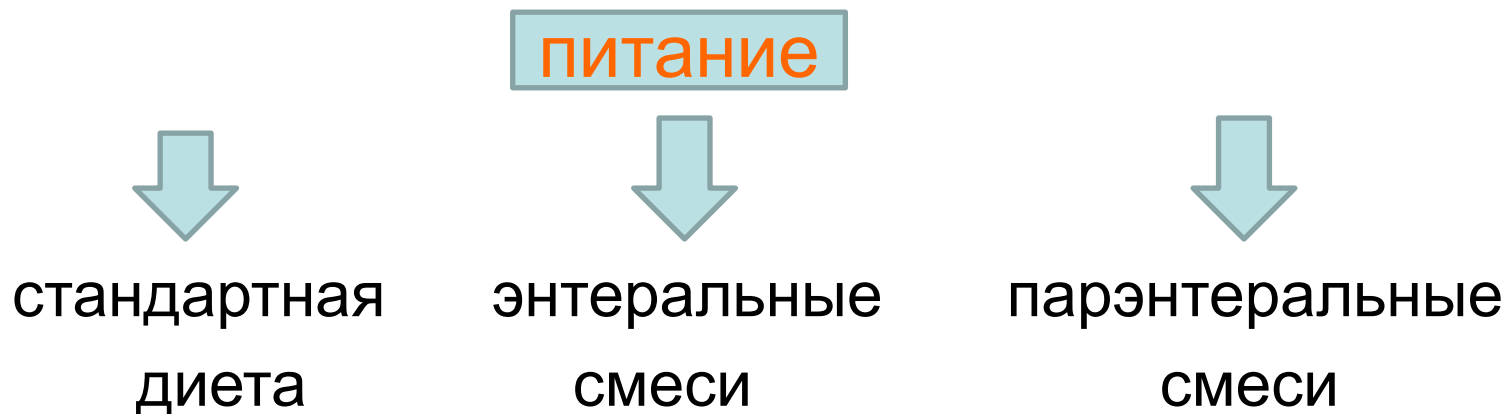 питание
стандартная энтеральные парэнтеральные
диета смеси смеси